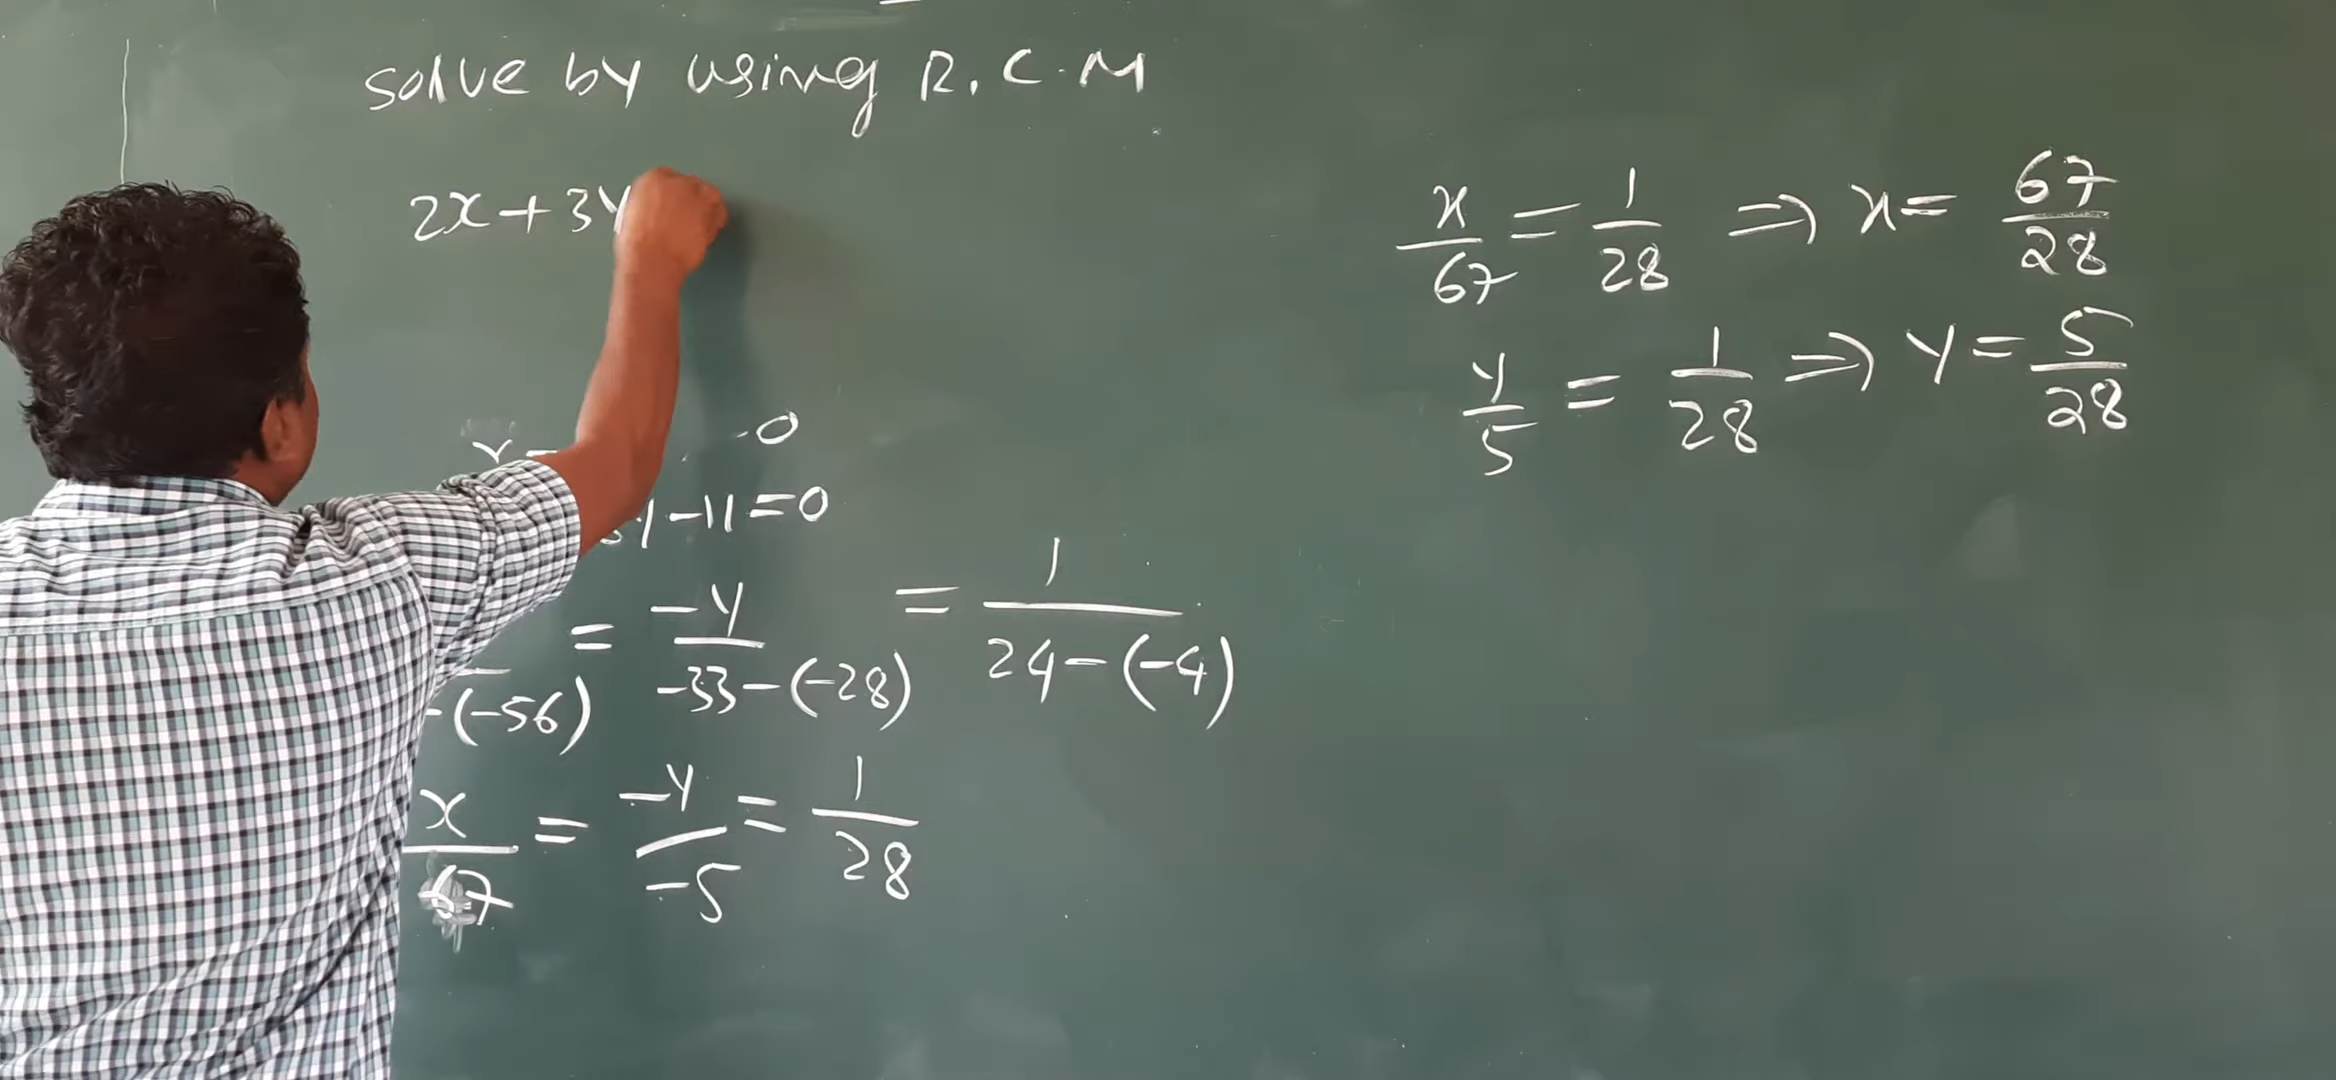 solve by using R.C.M
2x+3y
-0
-11=0
= -y/-33-(-28) = 1/24-(-4)
-(-56)
x/67 = -y/-5 = 1/28
x/67 = 1/28 ⇒ x= 67/28
y/5 = 1/28 ⇒ y= 5/28